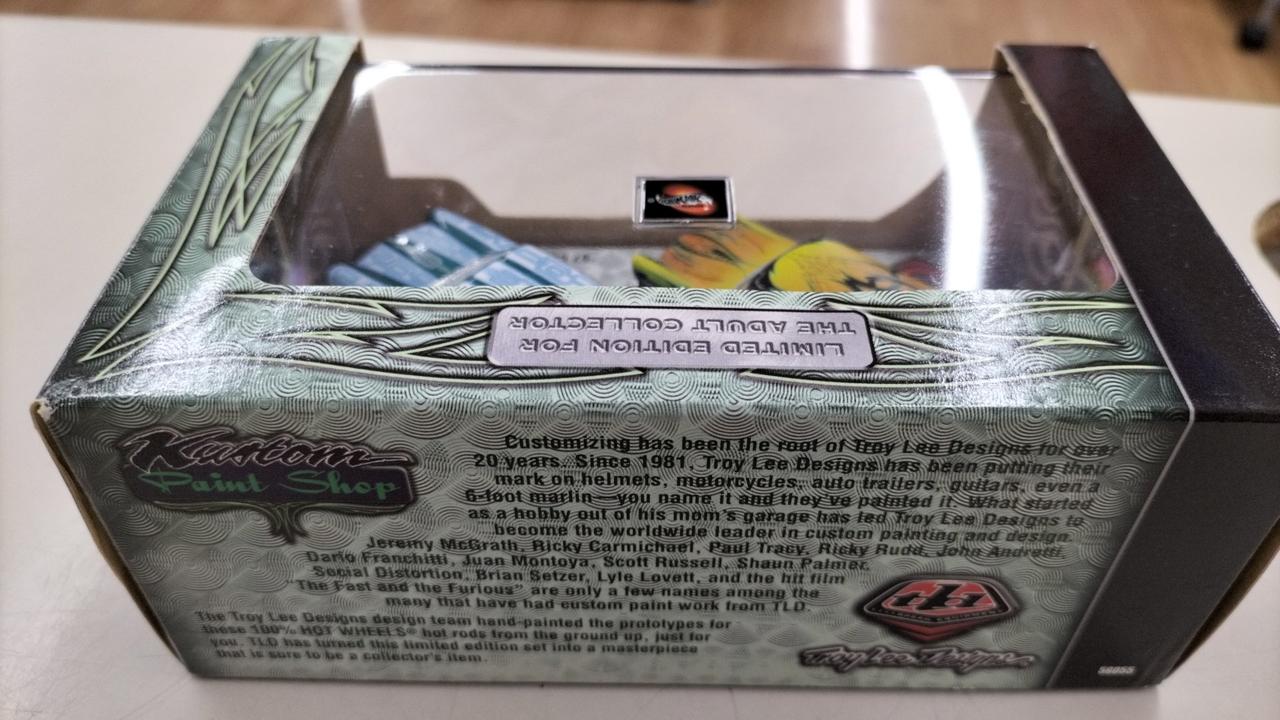 LIMITED EDITION FOR
THE ADULT COLLECTOR
Kustom
Paint Shop
Customizing has been the root of Troy Lee Designs for over
20 years. Since 1981, Troy Lee Designs has been putting their
mark on helmets, motorcycles, auto trailers, guitars, even a
6-foot marlin—you name it and they've painted it. What started
as a hobby out of his mom's garage has led Troy Lee Designs to
become the worldwide leader in custom painting and design.
Jeremy McGrath, Ricky Carmichael, Paul Tracy, Ricky Rudd, John Andretti,
Dario Franchitti, Juan Montoya, Scott Russell, Shaun Palmer,
Social Distortion, Brian Setzer, Lyle Lovett, and the hit film
"The Fast and the Furious" are only a few names among the
many that have had custom paint work from TLD.
The Troy Lee Designs design team hand-painted the prototypes for
these 100% HOT WHEELS® hot rods from the ground up, just for
you. TLD has turned this limited edition set into a masterpiece
that is sure to be a collector's item.
Troy Lee Designs
56055